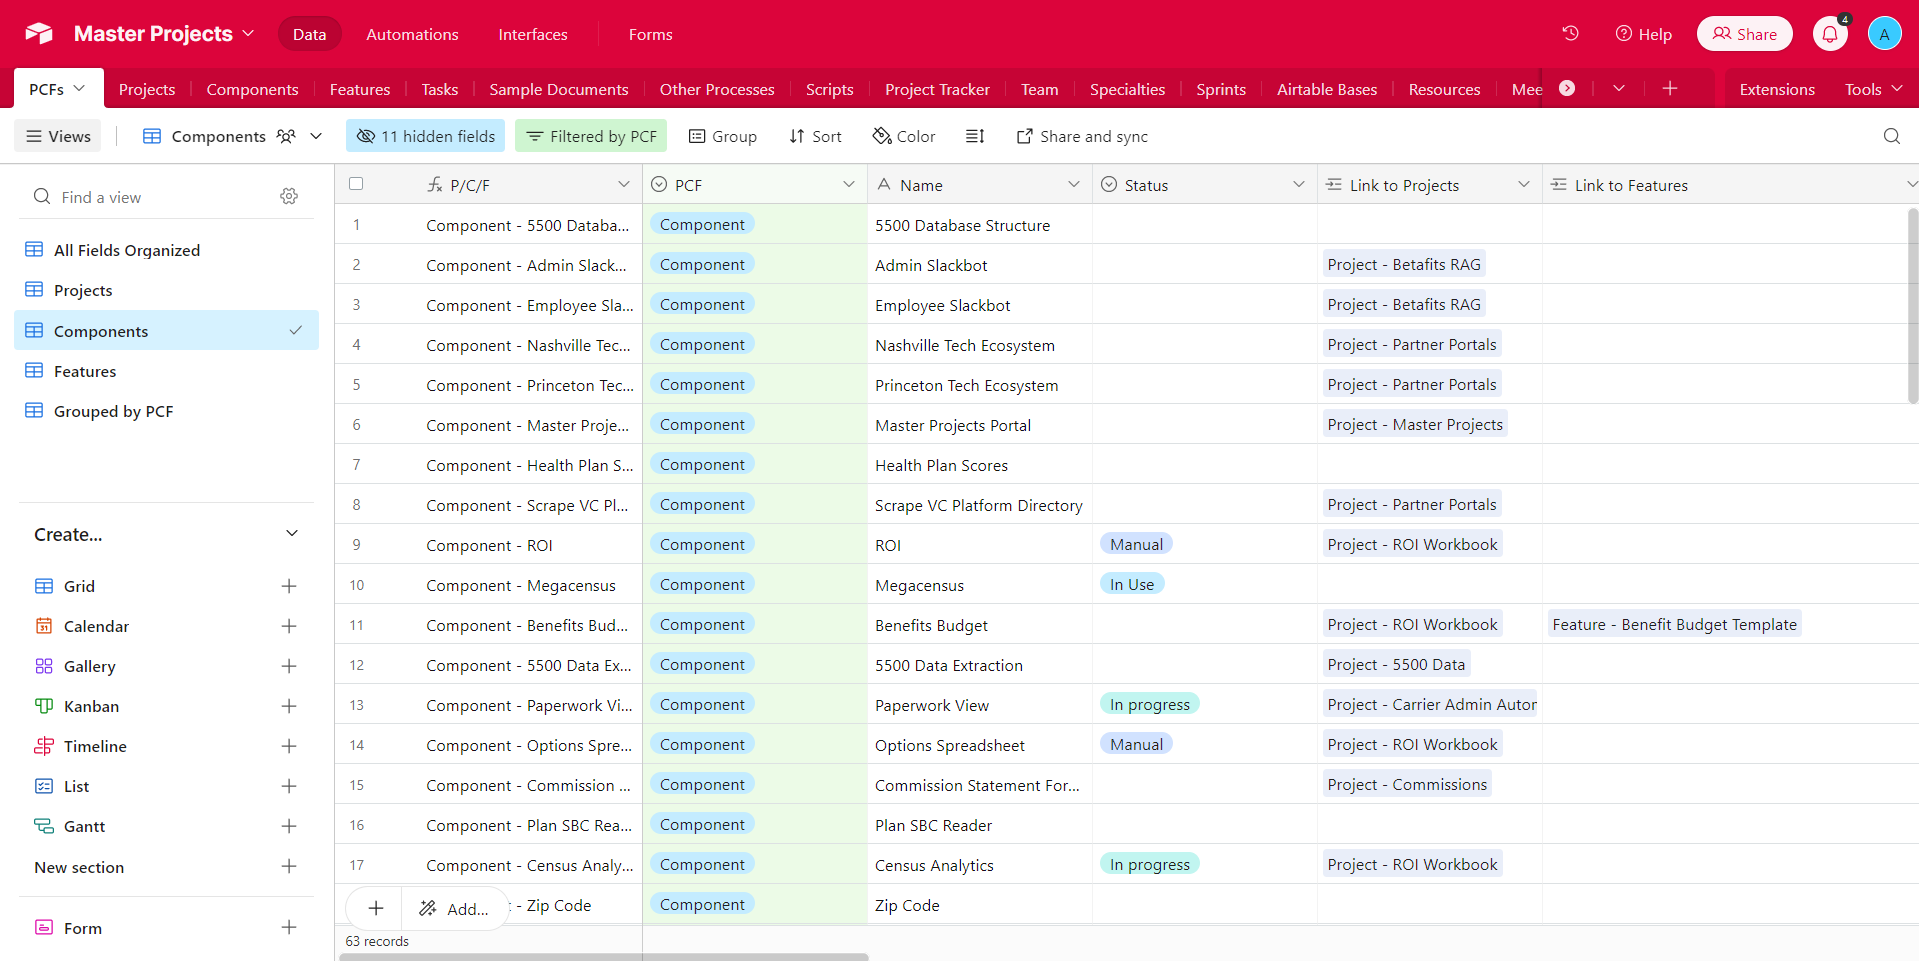 Master Projects Data Automations Interfaces Forms Help Share 4 A
PCFs Projects Components Features Tasks Sample Documents Other Processes Scripts Project Tracker Team Specialties Sprints Airtable Bases Resources Mee Extensions Tools
Views Components 11 hidden fields Filtered by PCF Group Sort Color Share and sync
Find a view
All Fields Organized
Projects
Components
Features
Grouped by PCF
Create...
Grid
31 Calendar
Gallery
Kanban
Timeline
List
Gantt
New section
Form
P/C/F PCF Name Status Link to Projects Link to Features
1 Component - 5500 Databa... Component 5500 Database Structure
2 Component - Admin Slack... Component Admin Slackbot Project - Betafits RAG
3 Component - Employee Sla... Component Employee Slackbot Project - Betafits RAG
4 Component - Nashville Tec... Component Nashville Tech Ecosystem Project - Partner Portals
5 Component - Princeton Tec... Component Princeton Tech Ecosystem Project - Partner Portals
6 Component - Master Proje... Component Master Projects Portal Project - Master Projects
7 Component - Health Plan S... Component Health Plan Scores
8 Component - Scrape VC Pl... Component Scrape VC Platform Directory Project - Partner Portals
9 Component - ROI Component ROI Manual Project - ROI Workbook
10 Component - Megacensus Component Megacensus In Use
11 Component - Benefits Bud... Component Benefits Budget Project - ROI Workbook Feature - Benefit Budget Template
12 Component - 5500 Data Ex... Component 5500 Data Extraction Project - 5500 Data
13 Component - Paperwork Vi... Component Paperwork View In progress Project - Carrier Admin Autor
14 Component - Options Spre... Component Options Spreadsheet Manual Project - ROI Workbook
15 Component - Commission ... Component Commission Statement For... Project - Commissions
16 Component - Plan SBC Rea... Component Plan SBC Reader
17 Component - Census Analy... Component Census Analytics In progress Project - ROI Workbook
Add... - Zip Code Component Zip Code
63 records